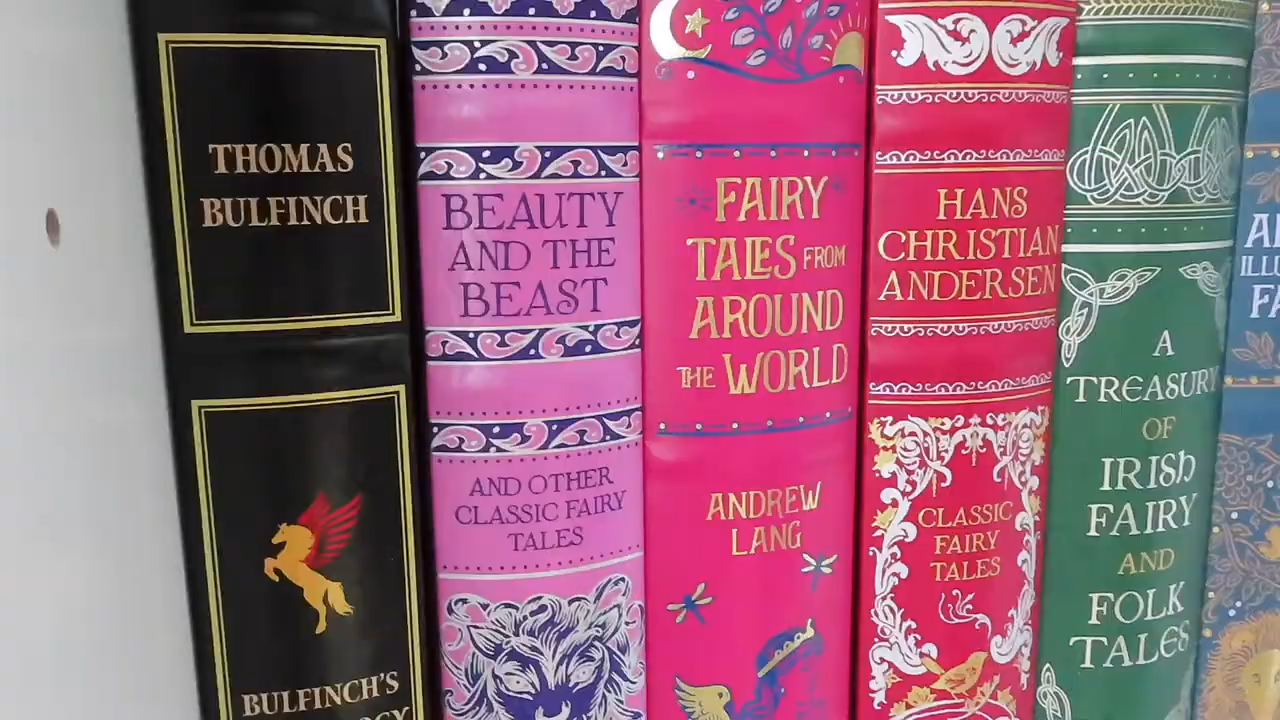 THOMAS
BULFINCH
BULFINCH'S
BEAUTY
AND THE
BEAST
AND OTHER
CLASSIC FAIRY
TALES
FAIRY
TALES FROM
AROUND
THE WORLD
ANDREW
LANG
HANS
CHRISTIAN
ANDERSEN
CLASSIC
FAIRY
TALES
A
TREASURY
OF
IRISH
FAIRY
AND
FOLK
TALES